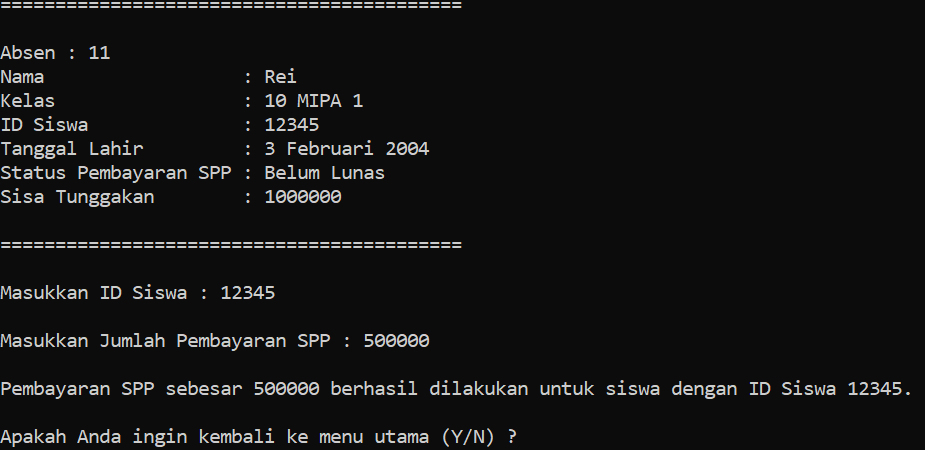 ==========================================
Absen : 11
Nama                  : Rei
Kelas                 : 10 MIPA 1
ID Siswa              : 12345
Tanggal Lahir         : 3 Februari 2004
Status Pembayaran SPP : Belum Lunas
Sisa Tunggakan        : 1000000
==========================================
Masukkan ID Siswa : 12345
Masukkan Jumlah Pembayaran SPP : 500000
Pembayaran SPP sebesar 500000 berhasil dilakukan untuk siswa dengan ID Siswa 12345.
Apakah Anda ingin kembali ke menu utama (Y/N) ?